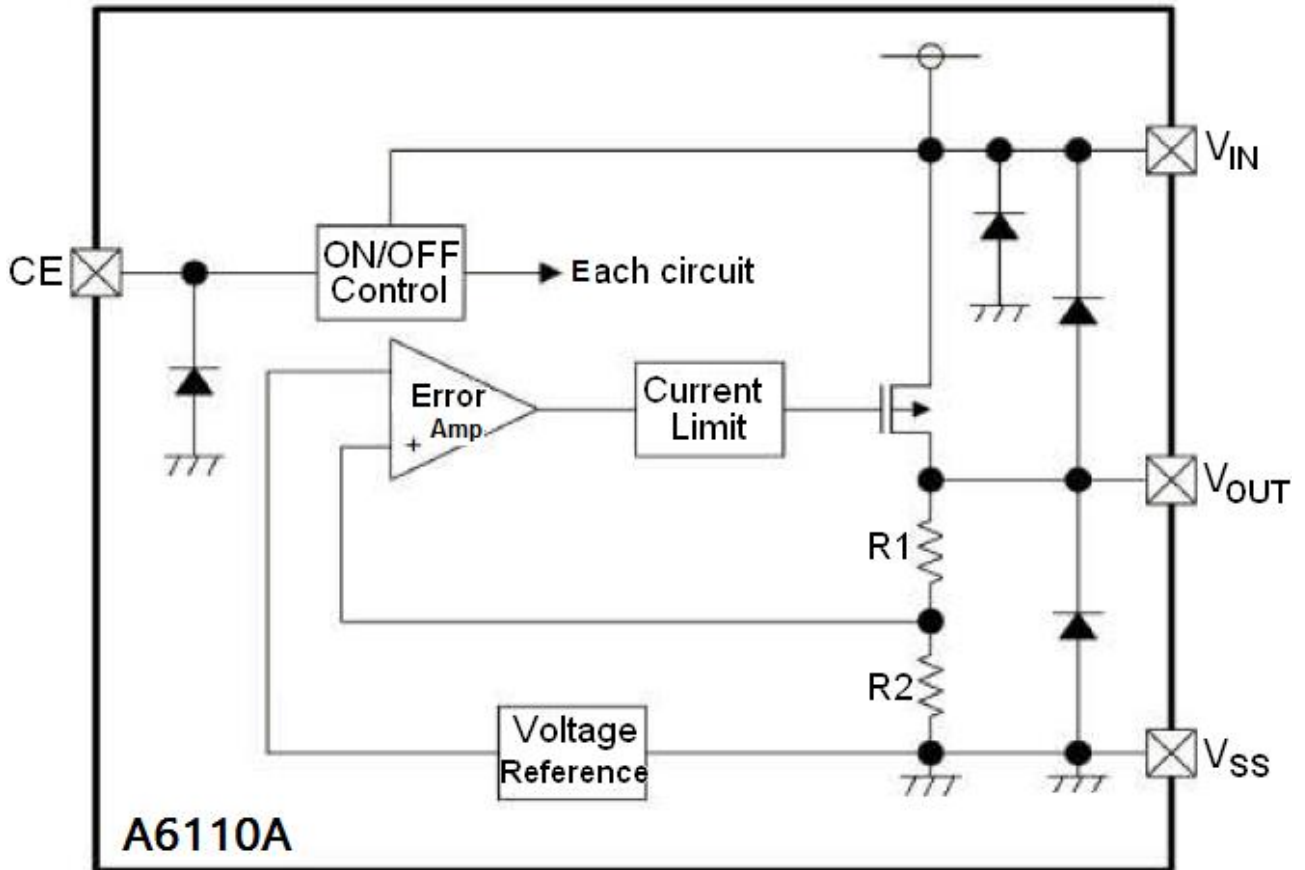 VIN
ON/OFF
Control
CE
Each circuit
Error
Amp.
+
Current
Limit
VOUT
R1
R2
Voltage
Reference
VSS
A6110A